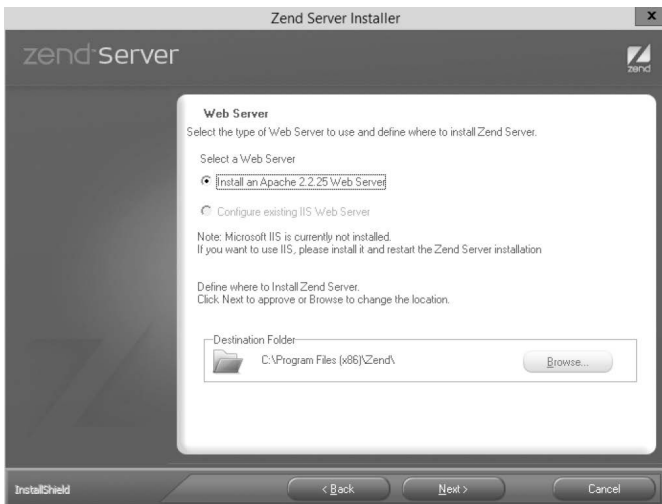 Zend Server Installer
x
zend Server
zend
Web Server
Select the type of Web Server to use and define where to install Zend Server.
Select a Web Server
Install an Apache 2.2.25 Web Server
Configure existing IIS Web Server
Note: Microsoft IIS is currently not installed.
If you want to use IIS, please install it and restart the Zend Server installation
Define where to Install Zend Server.
Click Next to approve or Browse to change the location.
Destination Folder
C:\Program Files (x86)\Zend\
Browse...
InstallShield
< Back
Next >
Cancel